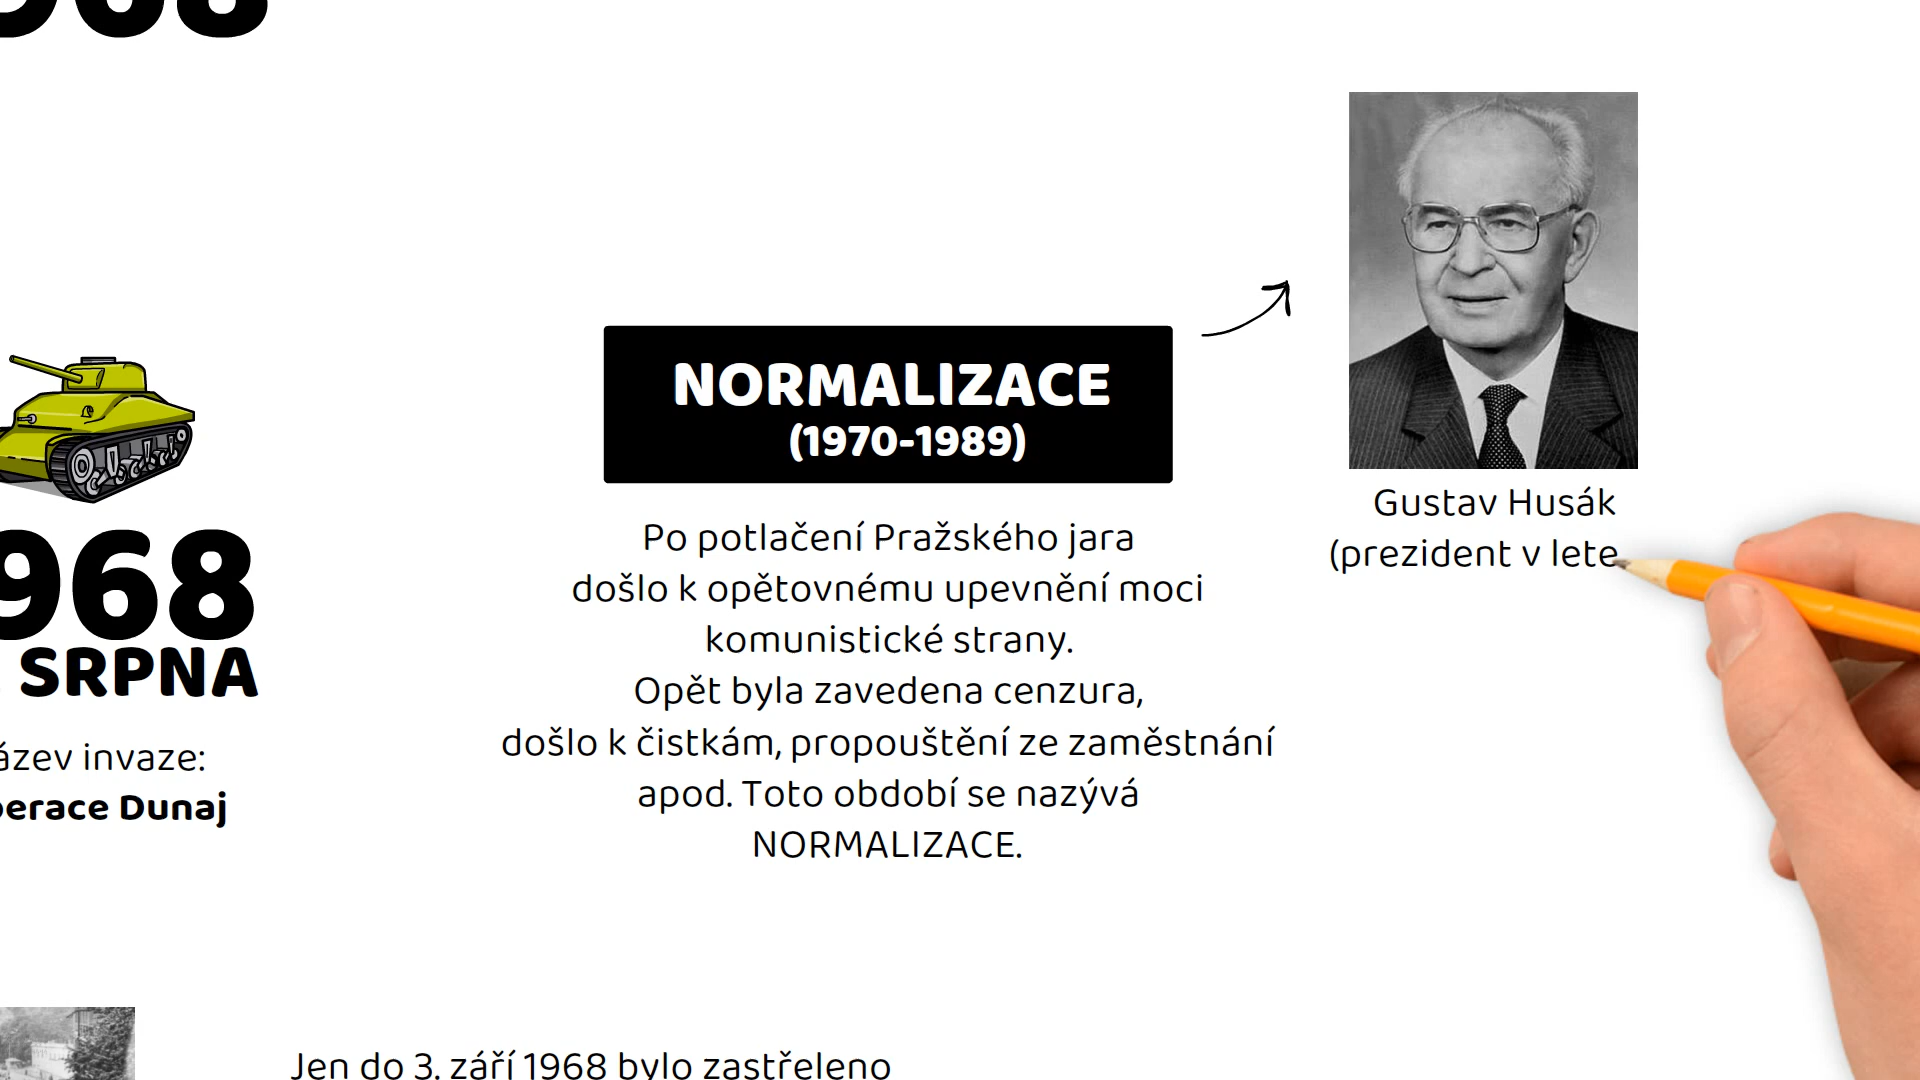 968
NORMALIZACE
(1970-1989)
Po potlačení Pražského jara
došlo k opětovnému upevnění moci
komunistické strany.
Opět byla zavedena cenzura,
došlo k čistkám, propouštění ze zaměstnání
apod. Toto období se nazývá
NORMALIZACE.
Gustav Husák
(prezident v lete
968
. SRPNA
ázev invaze:
perace Dunaj
Jen do 3. září 1968 bylo zastřeleno